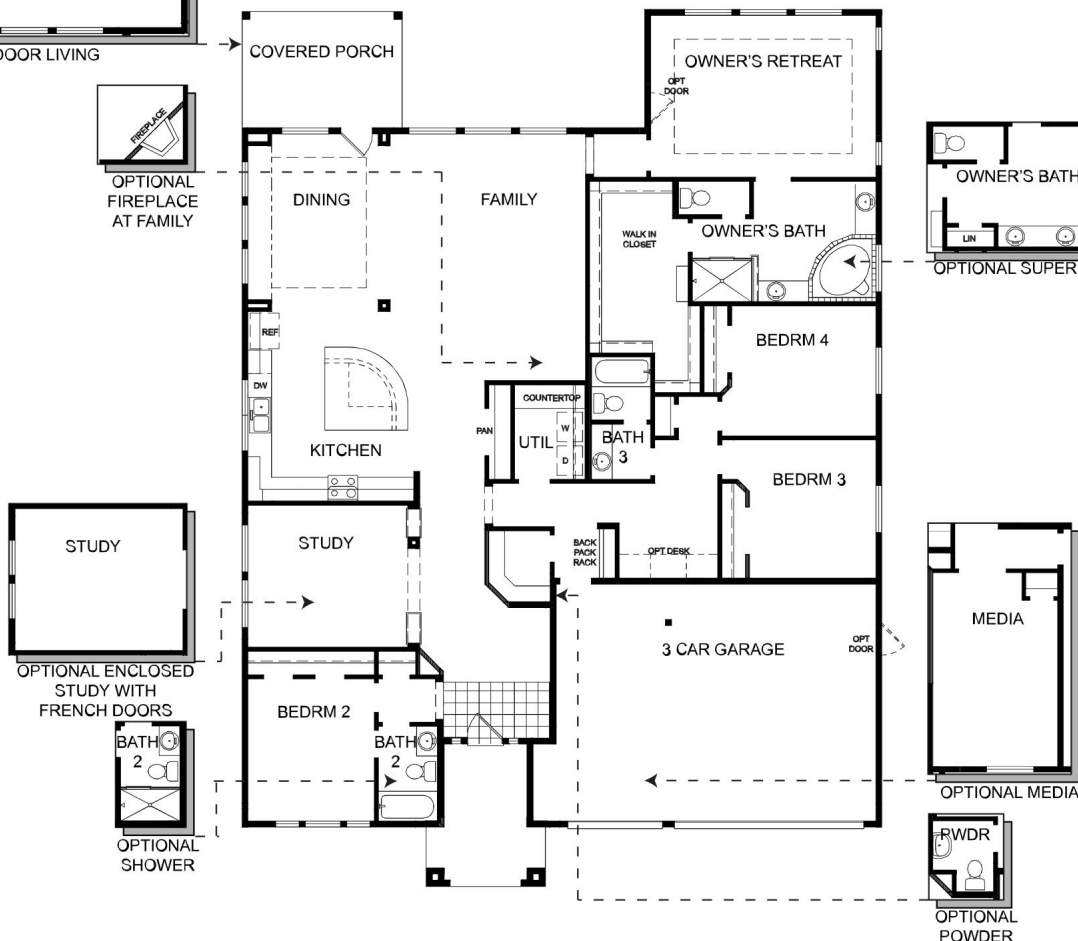 DOOR LIVING
COVERED PORCH
OWNER'S RETREAT
OPT
DOOR
FIREPLACE
OPTIONAL
FIREPLACE
AT FAMILY
DINING
FAMILY
WALK IN
CLOSET
OWNER'S BATH
OWNER'S BATH
LIN
OPTIONAL SUPER
REF
DW
KITCHEN
BEDRM 4
COUNTERTOP
PAN
UTIL
W
D
BATH
3
BEDRM 3
STUDY
STUDY
OPTIONAL ENCLOSED
STUDY WITH
FRENCH DOORS
BACK
PACK
RACK
OPT DESK
3 CAR GARAGE
OPT
DOOR
MEDIA
OPTIONAL MEDIA
BEDRM 2
BATH
2
BATH
2
OPTIONAL
SHOWER
PWDR
OPTIONAL
POWDER